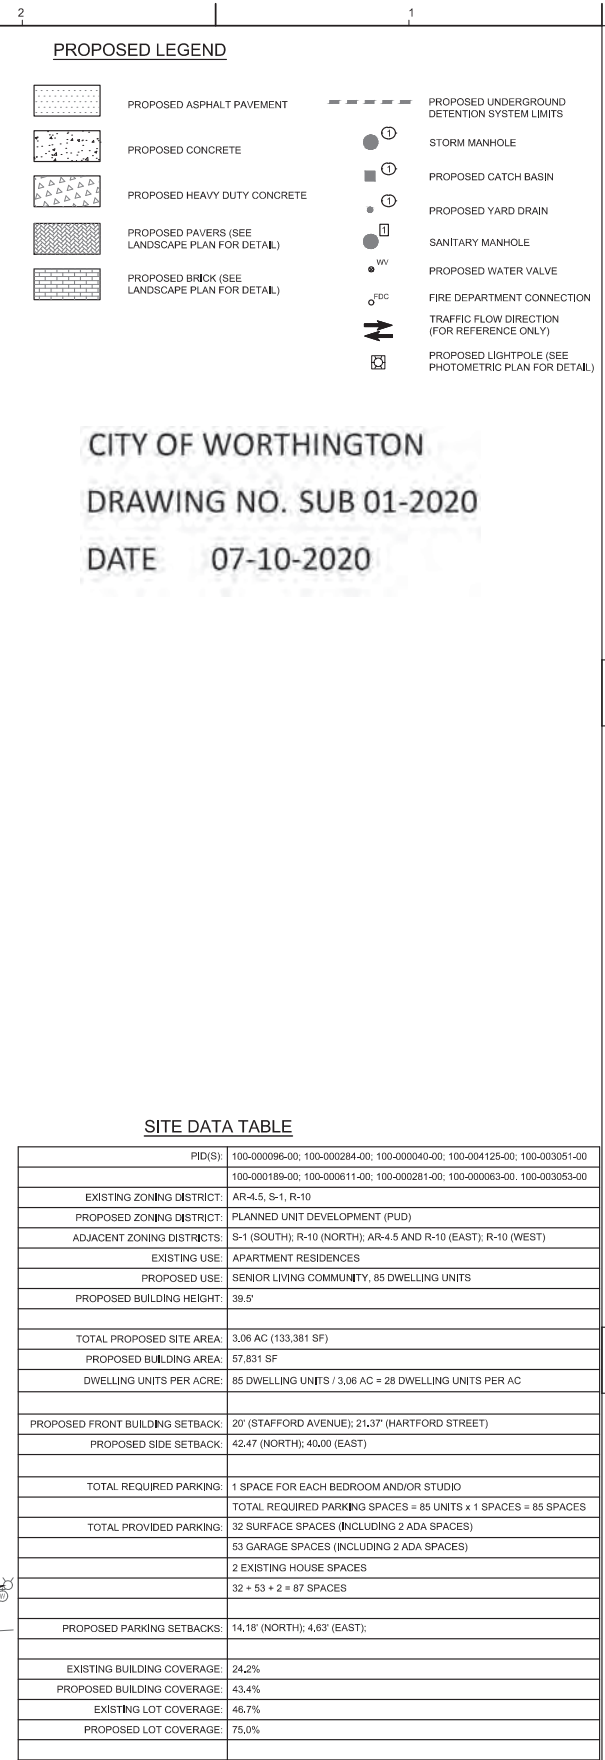 2 1
PROPOSED LEGEND
PROPOSED ASPHALT PAVEMENT
PROPOSED CONCRETE
PROPOSED HEAVY DUTY CONCRETE
PROPOSED PAVERS (SEE
LANDSCAPE PLAN FOR DETAIL)
PROPOSED BRICK (SEE
LANDSCAPE PLAN FOR DETAIL)
PROPOSED UNDERGROUND
DETENTION SYSTEM LIMITS
1 STORM MANHOLE
1 PROPOSED CATCH BASIN
1 PROPOSED YARD DRAIN
1 SANITARY MANHOLE
WV PROPOSED WATER VALVE
FDC FIRE DEPARTMENT CONNECTION
TRAFFIC FLOW DIRECTION
(FOR REFERENCE ONLY)
PROPOSED LIGHTPOLE (SEE
PHOTOMETRIC PLAN FOR DETAIL)
CITY OF WORTHINGTON
DRAWING NO. SUB 01-2020
DATE 07-10-2020
SITE DATA TABLE
PID(S): 100-000096-00; 100-000284-00; 100-000040-00; 100-004125-00; 100-003051-00
100-000189-00; 100-000611-00; 100-000281-00; 100-000063-00. 100-003053-00
EXISTING ZONING DISTRICT: AR-4.5, S-1, R-10
PROPOSED ZONING DISTRICT: PLANNED UNIT DEVELOPMENT (PUD)
ADJACENT ZONING DISTRICTS: S-1 (SOUTH); R-10 (NORTH); AR-4.5 AND R-10 (EAST); R-10 (WEST)
EXISTING USE: APARTMENT RESIDENCES
PROPOSED USE: SENIOR LIVING COMMUNITY, 85 DWELLING UNITS
PROPOSED BUILDING HEIGHT: 39.5'
TOTAL PROPOSED SITE AREA: 3.06 AC (133,381 SF)
PROPOSED BUILDING AREA: 57,831 SF
DWELLING UNITS PER ACRE: 85 DWELLING UNITS / 3.06 AC = 28 DWELLING UNITS PER AC
PROPOSED FRONT BUILDING SETBACK: 20' (STAFFORD AVENUE); 21.37' (HARTFORD STREET)
PROPOSED SIDE SETBACK: 42.47 (NORTH); 40.00 (EAST)
TOTAL REQUIRED PARKING: 1 SPACE FOR EACH BEDROOM AND/OR STUDIO
TOTAL REQUIRED PARKING SPACES = 85 UNITS x 1 SPACES = 85 SPACES
TOTAL PROVIDED PARKING: 32 SURFACE SPACES (INCLUDING 2 ADA SPACES)
53 GARAGE SPACES (INCLUDING 2 ADA SPACES)
2 EXISTING HOUSE SPACES
32 + 53 + 2 = 87 SPACES
PROPOSED PARKING SETBACKS: 14.18' (NORTH); 4.63' (EAST);
EXISTING BUILDING COVERAGE: 24.2%
PROPOSED BUILDING COVERAGE: 43.4%
EXISTING LOT COVERAGE: 46.7%
PROPOSED LOT COVERAGE: 75.0%